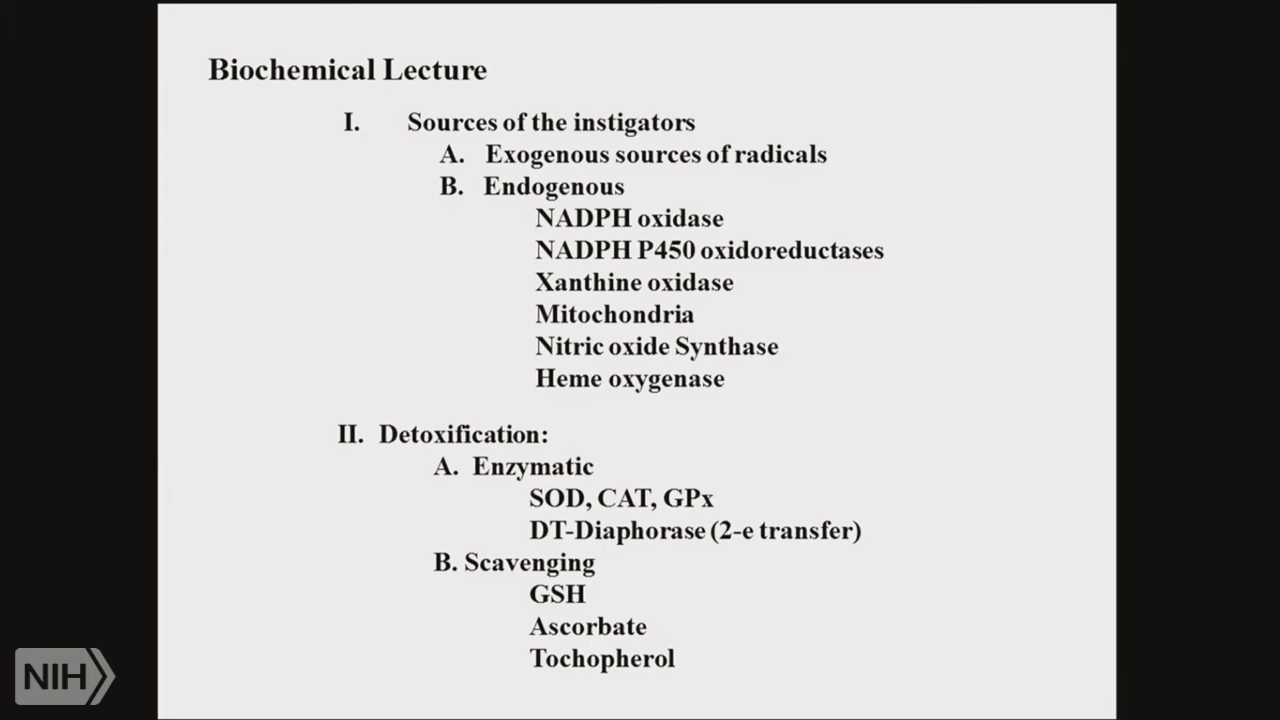 Biochemical Lecture
I. Sources of the instigators
A. Exogenous sources of radicals
B. Endogenous
NADPH oxidase
NADPH P450 oxidoreductases
Xanthine oxidase
Mitochondria
Nitric oxide Synthase
Heme oxygenase
II. Detoxification:
A. Enzymatic
SOD, CAT, GPx
DT-Diaphorase (2-e transfer)
B. Scavenging
GSH
Ascorbate
Tochopherol
NIH